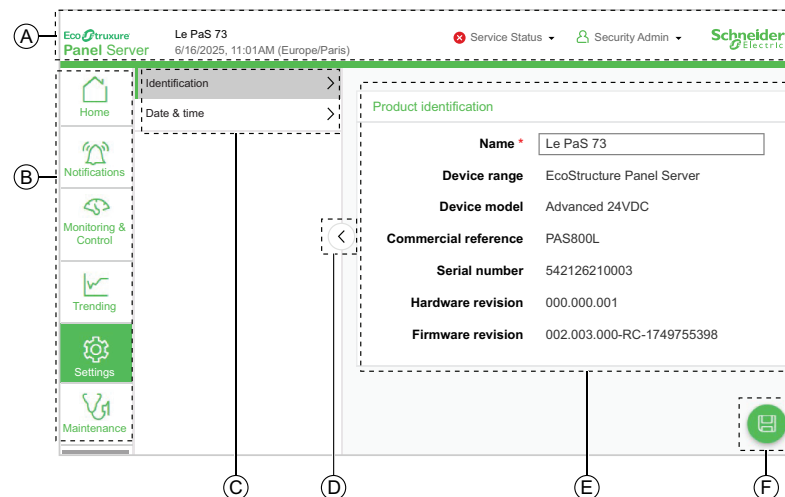 A
EcoStruxure
Panel Server
Le PaS 73
6/16/2025, 11:01AM (Europe/Paris)
Service Status
Security Admin
Schneider
Electric
B
Home
Notifications
Monitoring &
Control
Trending
Settings
Maintenance
Identification
Date & time
Product identification
Name * Le PaS 73
Device range EcoStructure Panel Server
Device model Advanced 24VDC
Commercial reference PAS800L
Serial number 542126210003
Hardware revision 000.000.001
Firmware revision 002.003.000-RC-1749755398
C
D
E
F